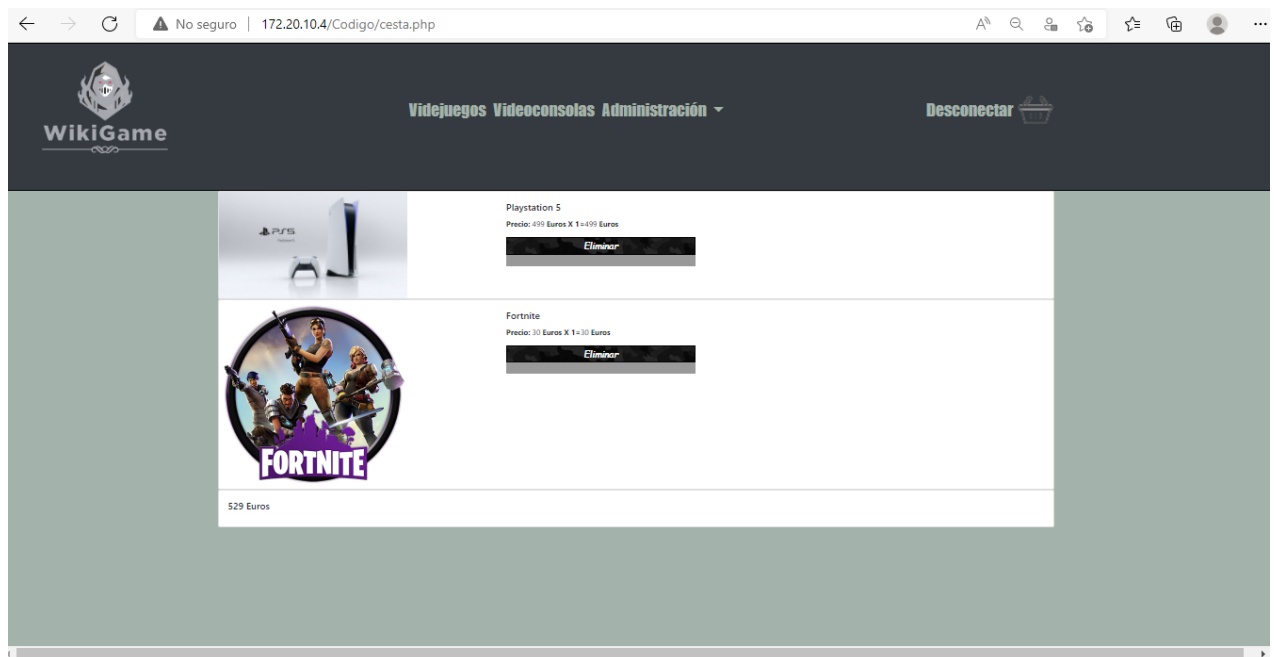 No seguro | 172.20.10.4/Codigo/cesta.php
WikiGame
Videjuegos Videoconsolas Administración
Desconectar
PS5
Playstation 5
Precio: 499 Euros X 1=499 Euros
Eliminar
FORTNITE
Fortnite
Precio: 30 Euros X 1=30 Euros
Eliminar
529 Euros